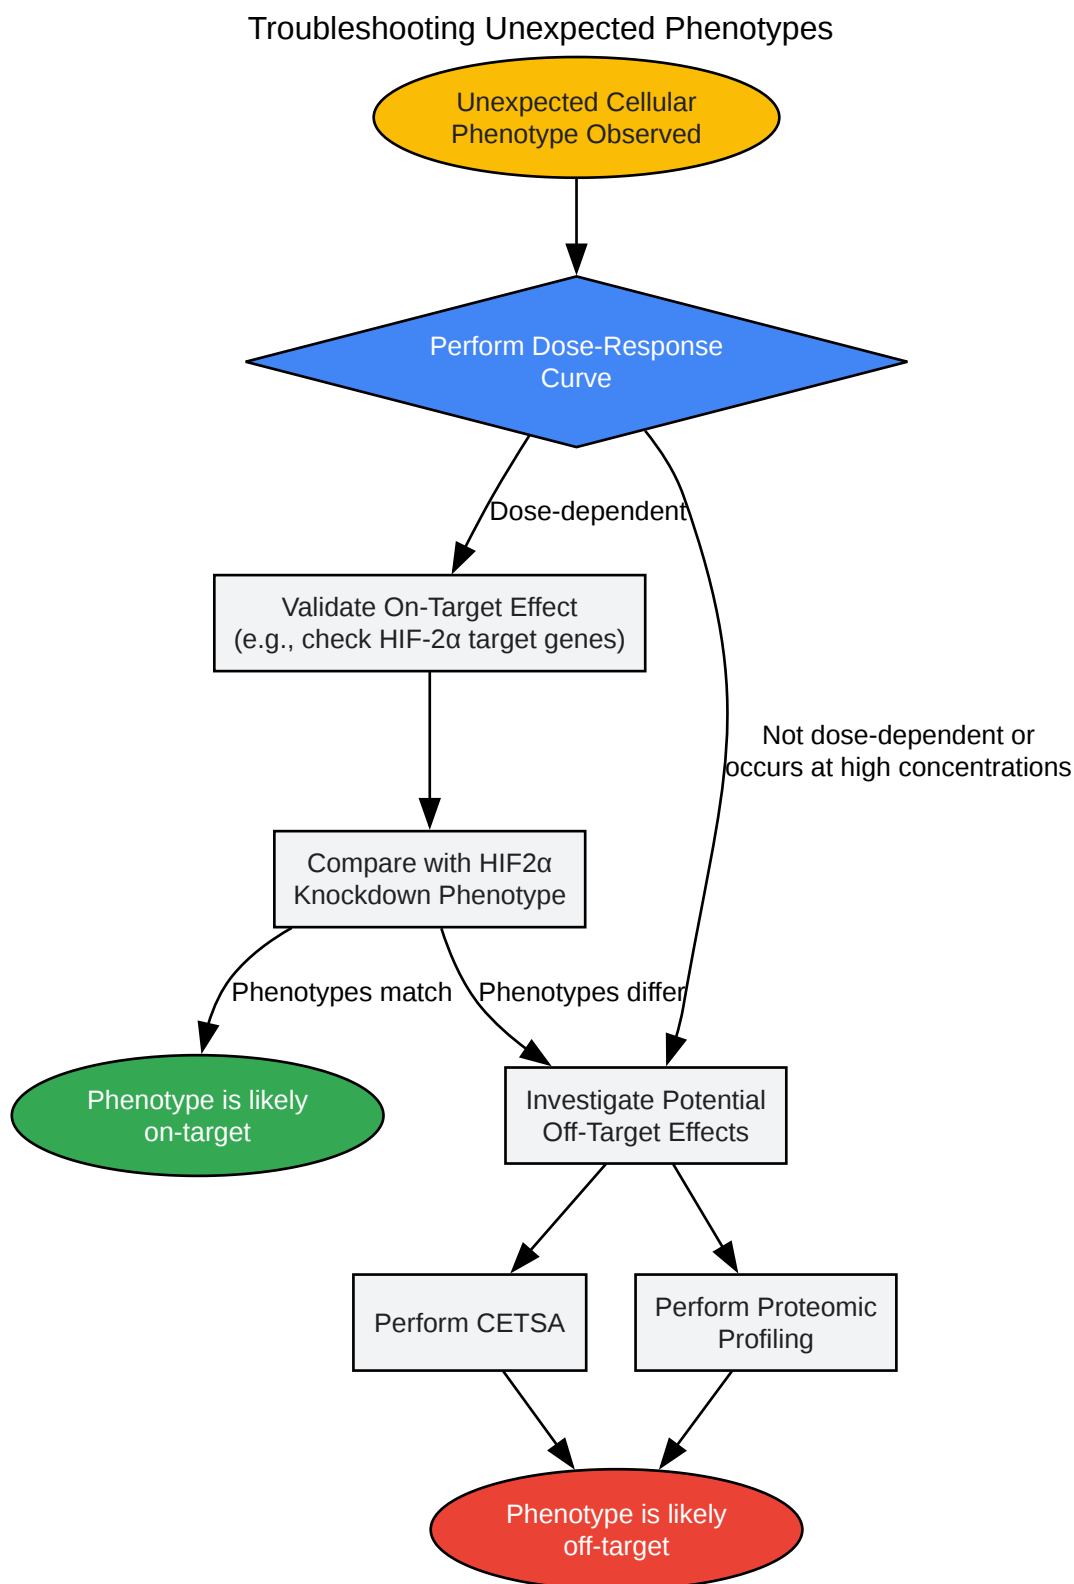 Troubleshooting Unexpected Phenotypes
Unexpected Cellular
Phenotype Observed
Perform Dose-Response
Curve
Dose-dependent
Validate On-Target Effect
(e.g., check HIF-2α target genes)
Not dose-dependent or
occurs at high concentrations
Compare with HIF2α
Knockdown Phenotype
Phenotypes match
Phenotypes differ
Phenotype is likely
on-target
Investigate Potential
Off-Target Effects
Perform CETSA
Perform Proteomic
Profiling
Phenotype is likely
off-target